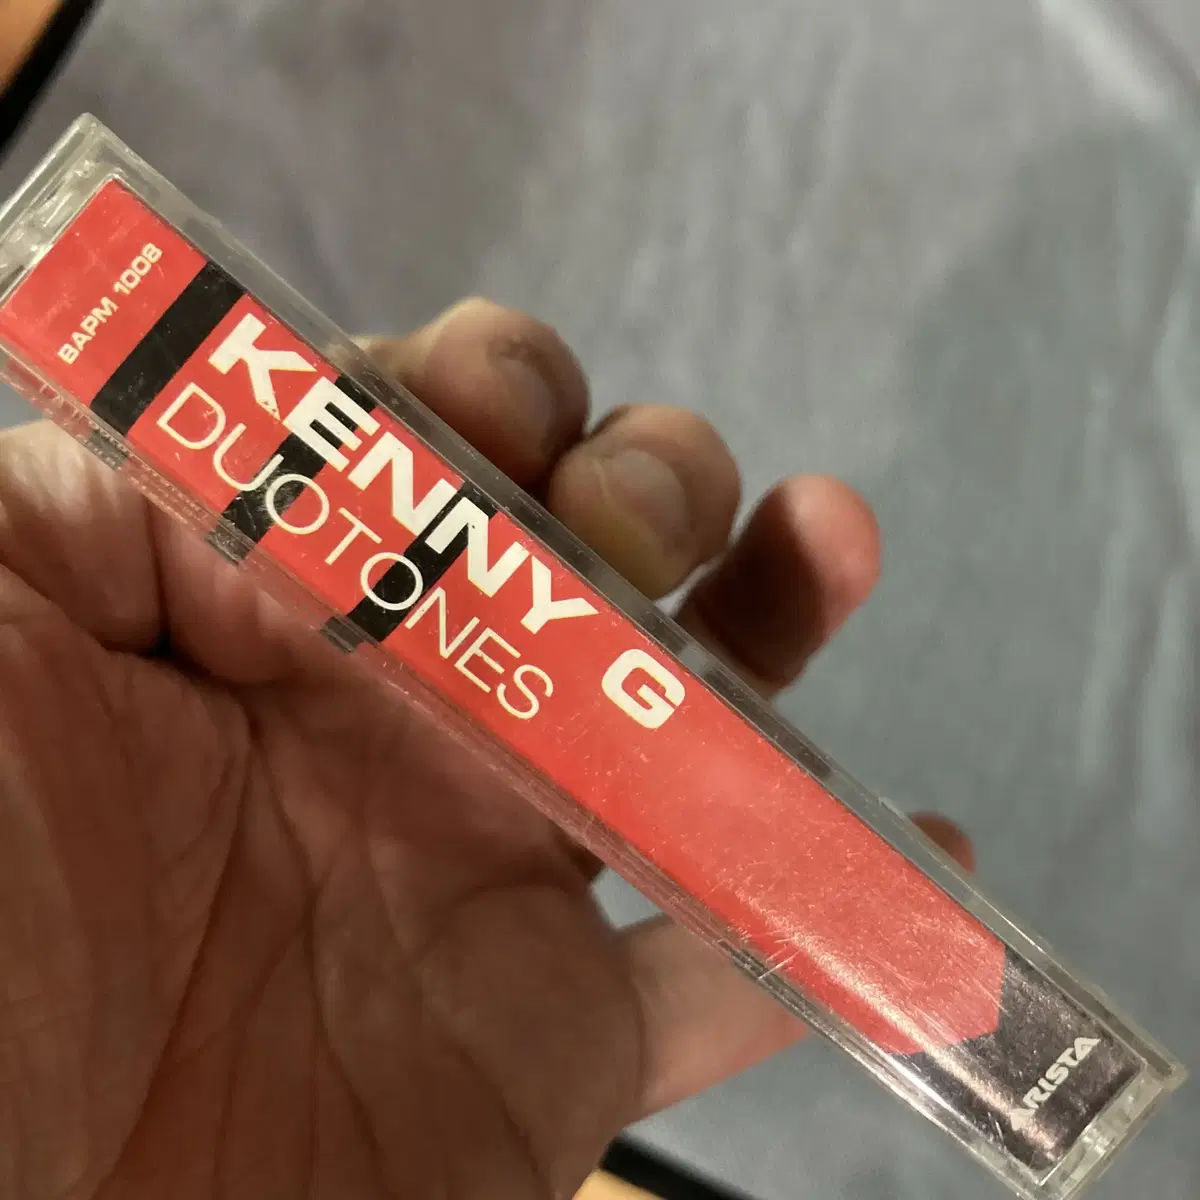 BAPM 1008
KENNY G
DUOTONES
ARISTA